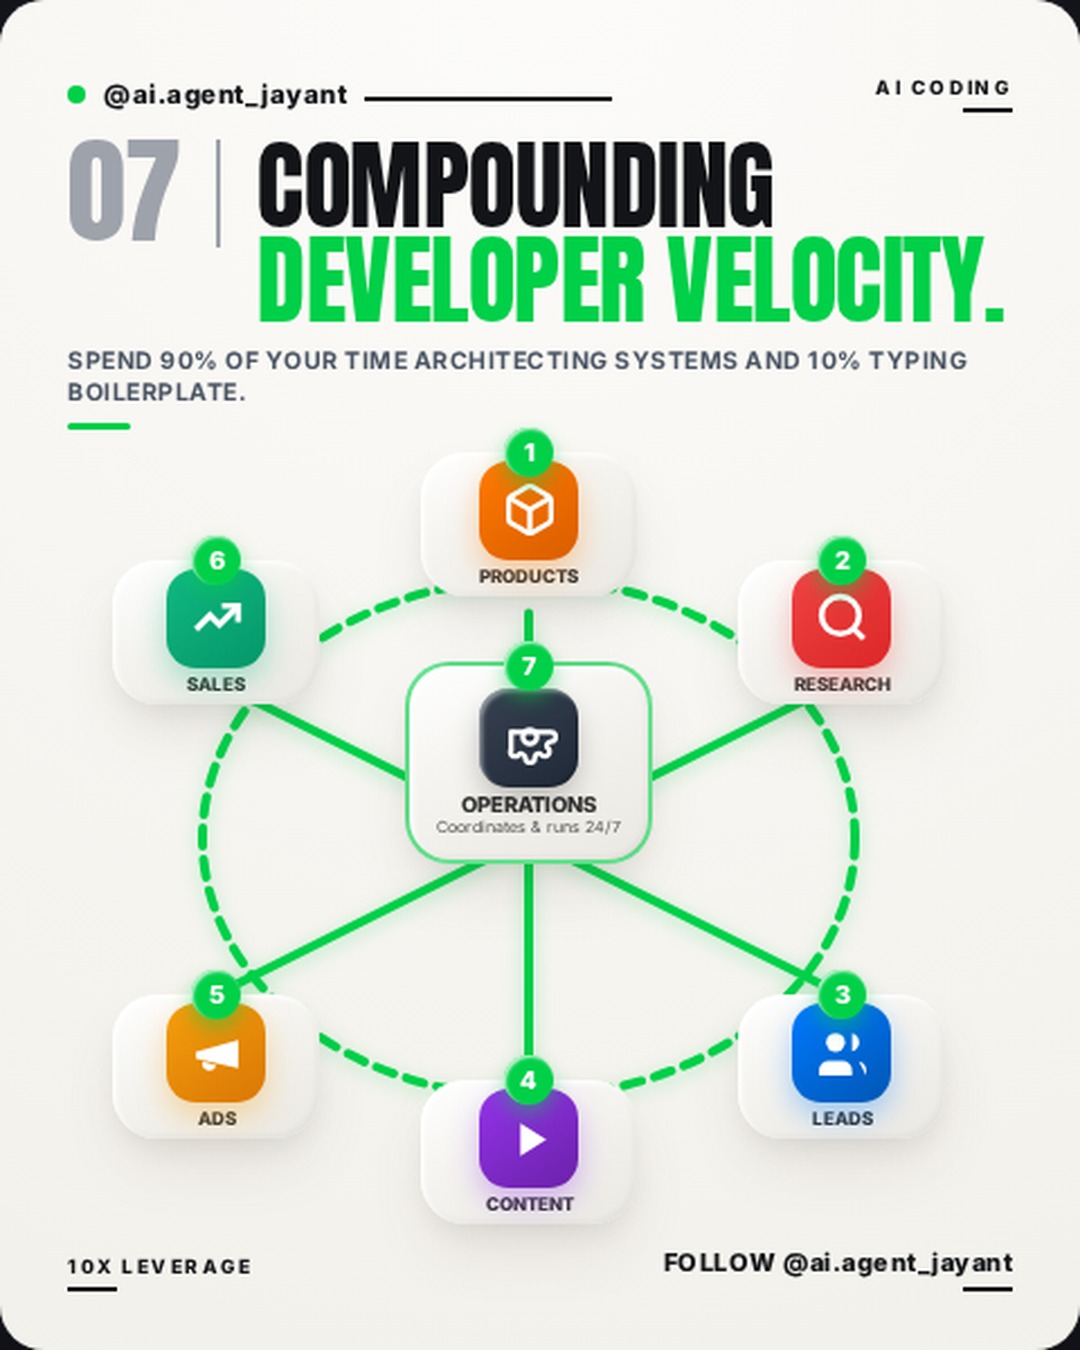 @ai.agent_jayant
AI CODING
07
COMPOUNDING
DEVELOPER VELOCITY.
SPEND 90% OF YOUR TIME ARCHITECTING SYSTEMS AND 10% TYPING
BOILERPLATE.
1
PRODUCTS
6
SALES
2
RESEARCH
7
OPERATIONS
Coordinates & runs 24/7
5
ADS
3
LEADS
4
CONTENT
10X LEVERAGE
FOLLOW @ai.agent_jayant